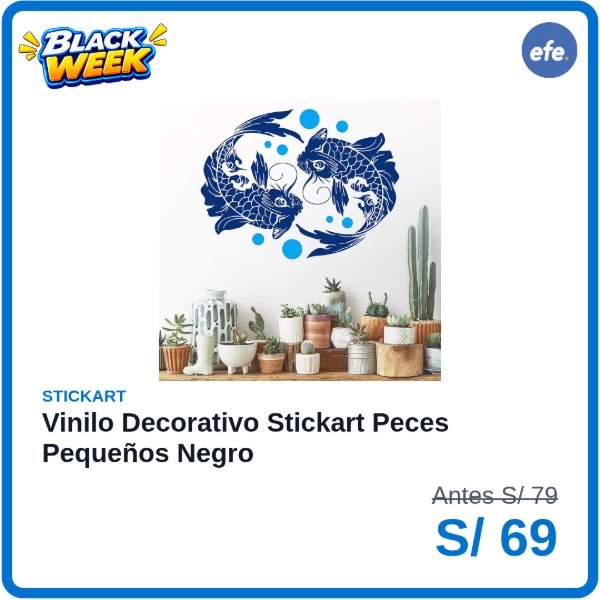 BLACK
WEEK
efe.
STICKART
Vinilo Decorativo Stickart Peces
Pequeños Negro
Antes S/ 79
S/ 69